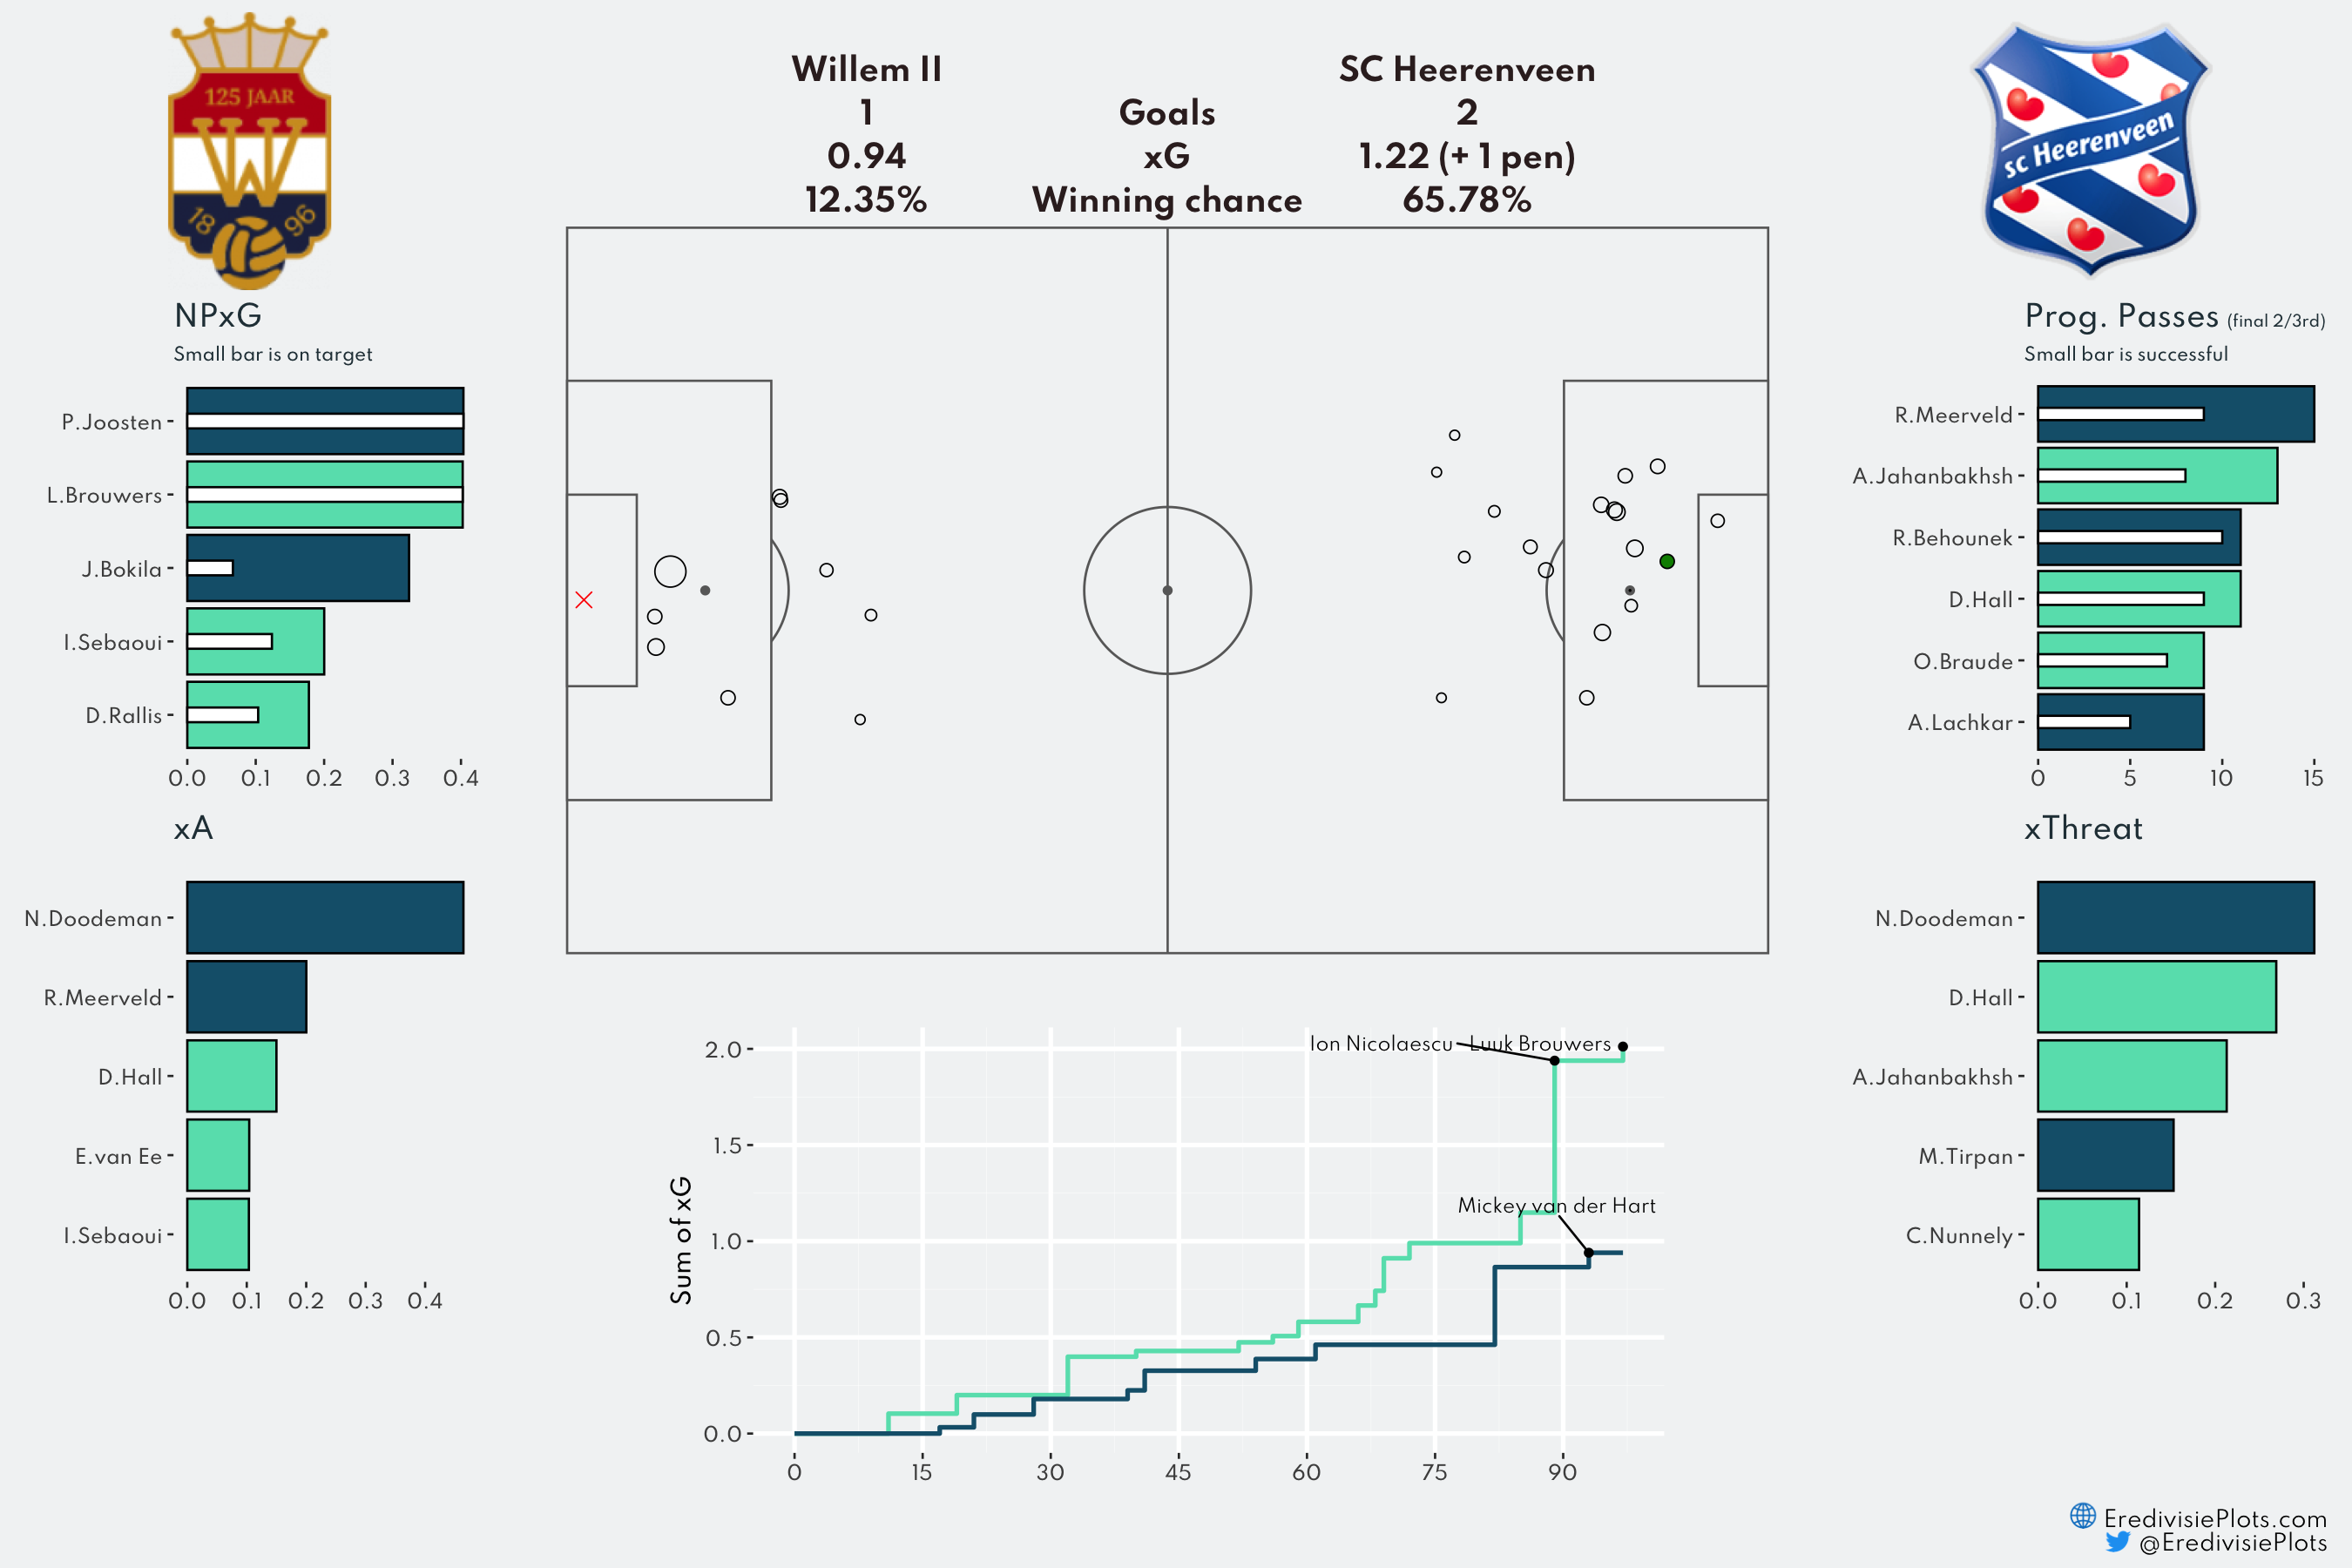 125 JAAR
W
18 96
Willem II SC Heerenveen
1 Goals 2
0.94 xG 1.22 (+ 1 pen)
12.35% Winning chance 65.78%
sc Heerenveen
NPxG
Small bar is on target
P.Joosten
L.Brouwers
J.Bokila
I.Sebaoui
D.Rallis
0.0 0.1 0.2 0.3 0.4
Prog. Passes (final 2/3rd)
Small bar is successful
R.Meerveld
A.Jahanbakhsh
R.Behounek
D.Hall
O.Braude
A.Lachkar
0 5 10 15
xA
N.Doodeman
R.Meerveld
D.Hall
E.van Ee
I.Sebaoui
0.0 0.1 0.2 0.3 0.4
Sum of xG
2.0
1.5
1.0
0.5
0.0
Ion Nicolaescu
Luuk Brouwers
Mickey van der Hart
0 15 30 45 60 75 90
xThreat
N.Doodeman
D.Hall
A.Jahanbakhsh
M.Tirpan
C.Nunnely
0.0 0.1 0.2 0.3
EredivisiePlots.com
@EredivisiePlots